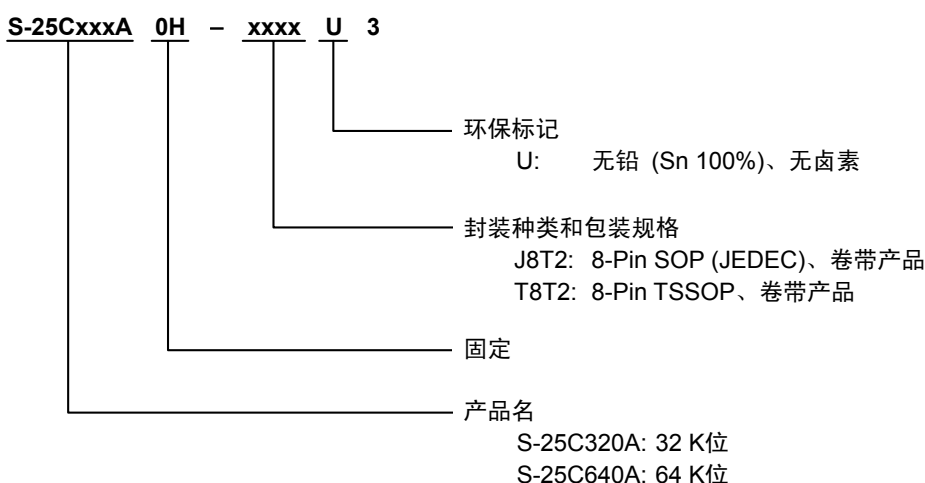 S-25CxxxA 0H – xxxx U 3
环保标记
U: 无铅 (Sn 100%)、无卤素
封装种类和包装规格
J8T2: 8-Pin SOP (JEDEC)、卷带产品
T8T2: 8-Pin TSSOP、卷带产品
固定
产品名
S-25C320A: 32 K位
S-25C640A: 64 K位